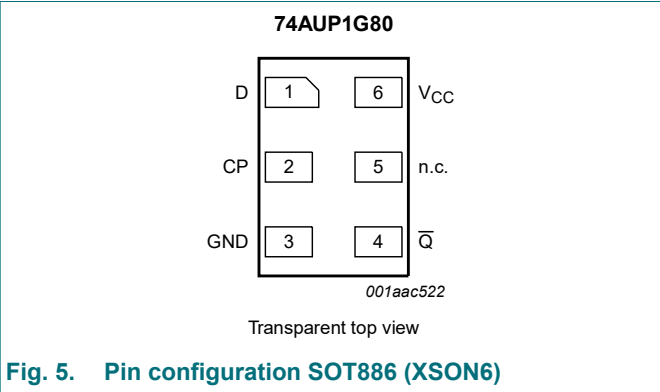 74AUP1G80
D 1 6 VCC
CP 2 5 n.c.
GND 3 4 Q̅
001aac522
Transparent top view
Fig. 5. Pin configuration SOT886 (XSON6)